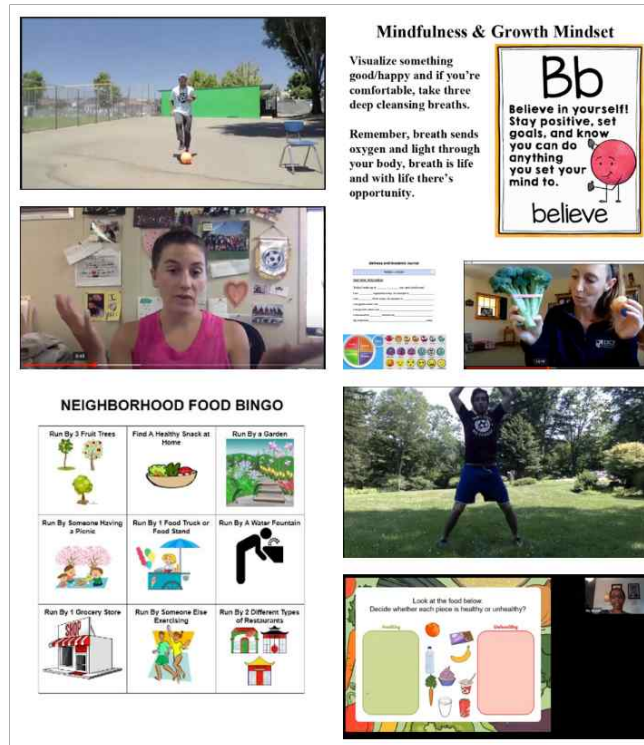 Mindfulness & Growth Mindset
Visualize something
good/happy and if you're
comfortable, take three
deep cleansing breaths.
Remember, breath sends
oxygen and light through
your body, breath is life
and with life there's
opportunity.
Bb
Believe in yourself!
Stay positive, set
goals, and know
you can do
anything
you set your
mind to.
believe
NEIGHBORHOOD FOOD BINGO
Run By 3 Fruit Trees
Find A Healthy Snack at
Home
Run By a Garden
Run By Someone Having
a Picnic
Run By 1 Food Truck or
Food Stand
Run By A Water Fountain
Run By 1 Grocery Store
Run By Someone Else
Exercising
Run By 2 Different Types
of Restaurants
SHOP
Look at the food below.
Decide whether each piece is healthy or unhealthy?
Healthy
Unhealthy